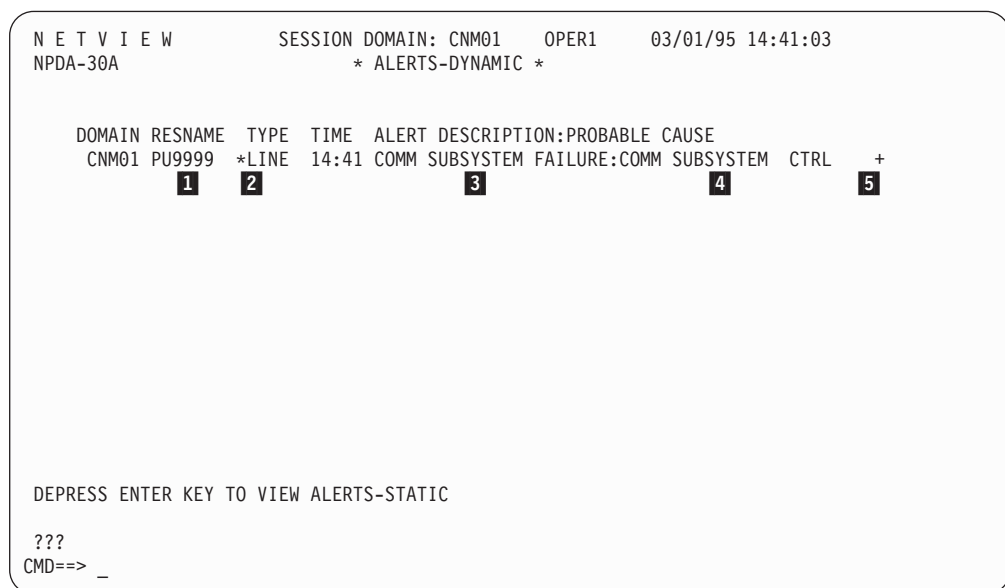 N E T V I E W SESSION DOMAIN: CNM01 OPER1 03/01/95 14:41:03
NPDA-30A * ALERTS-DYNAMIC *
DOMAIN RESNAME TYPE TIME ALERT DESCRIPTION:PROBABLE CAUSE
CNM01 PU9999 *LINE 14:41 COMM SUBSYSTEM FAILURE:COMM SUBSYSTEM CTRL +
1 2 3 4 5
DEPRESS ENTER KEY TO VIEW ALERTS-STATIC
???
CMD==> _